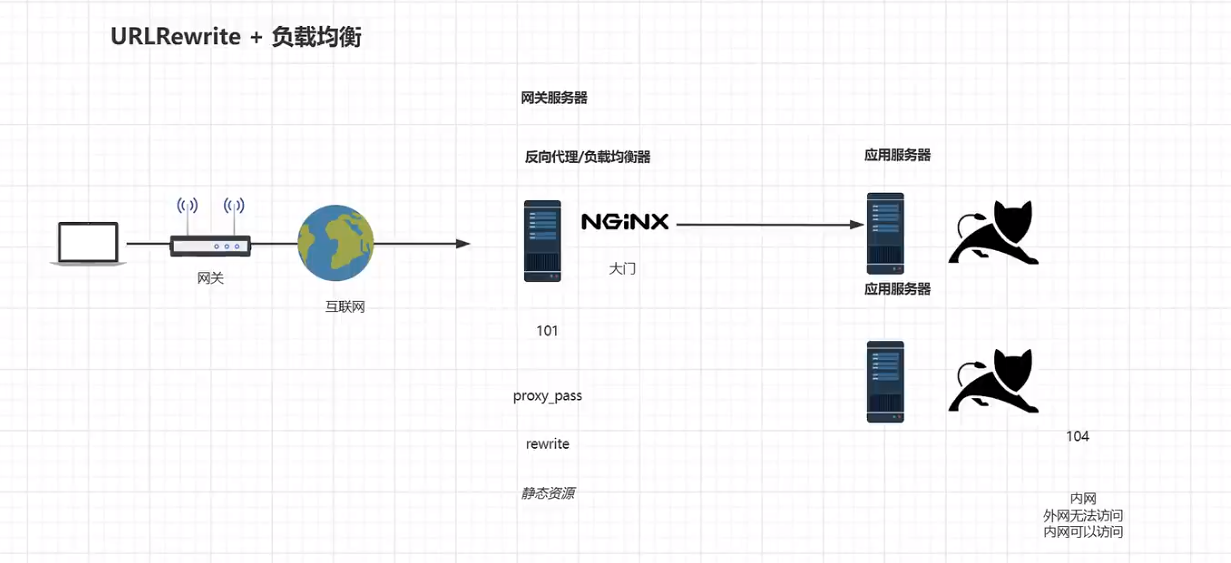 URLRewrite + 负载均衡
网关服务器
反向代理/负载均衡器
应用服务器
NGiNX
网关
大门
应用服务器
互联网
101
proxy_pass
rewrite
104
静态资源
内网
外网无法访问
内网可以访问